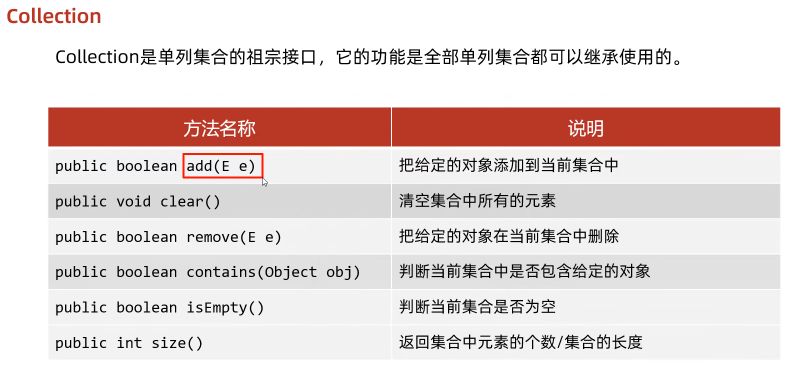 Collection
Collection是单列集合的祖宗接口，它的功能是全部单列集合都可以继承使用的。
方法名称 说明
public boolean add(E e) 把给定的对象添加到当前集合中
public void clear() 清空集合中所有的元素
public boolean remove(E e) 把给定的对象在当前集合中删除
public boolean contains(Object obj) 判断当前集合中是否包含给定的对象
public boolean isEmpty() 判断当前集合是否为空
public int size() 返回集合中元素的个数/集合的长度